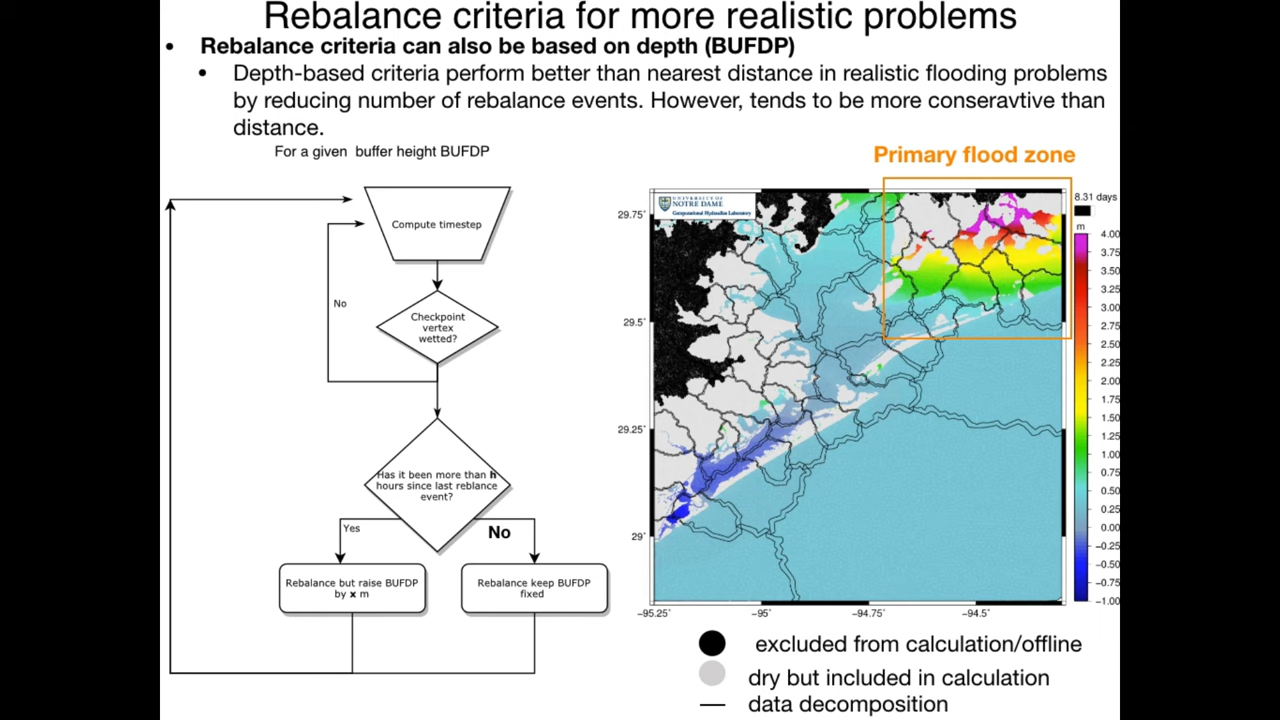 Rebalance criteria for more realistic problems
• Rebalance criteria can also be based on depth (BUFDP)
• Depth-based criteria perform better than nearest distance in realistic flooding problems
by reducing number of rebalance events. However, tends to be more conseravtive than
distance.
For a given buffer height BUFDP
Compute timestep
No
Checkpoint
vertex
wetted?
Has it been more than h
hours since last reblance
event?
Yes
No
Rebalance but raise BUFDP
by x m
Rebalance keep BUFDP
fixed
Primary flood zone
UNIVERSITY OF
NOTRE DAME
Computational Hydraulics Laboratory
29.75°
29.5°
29.25°
29°
−95.25°
−95°
−94.75°
−94.5°
8.31 days
m
4.00
3.75
3.50
3.25
3.00
2.75
2.50
2.25
2.00
1.75
1.50
1.25
1.00
0.75
0.50
0.25
0.00
−0.25
−0.50
−0.75
−1.00
excluded from calculation/offline
dry but included in calculation
data decomposition